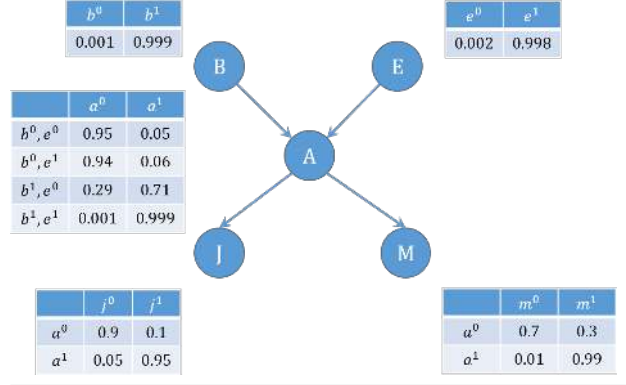 b⁰ b¹
0.001 0.999
e⁰ e¹
0.002 0.998
B
E
a⁰ a¹
b⁰, e⁰ 0.95 0.05
b⁰, e¹ 0.94 0.06
b¹, e⁰ 0.29 0.71
b¹, e¹ 0.001 0.999
A
J
M
j⁰ j¹
a⁰ 0.9 0.1
a¹ 0.05 0.95
m⁰ m¹
a⁰ 0.7 0.3
a¹ 0.01 0.99